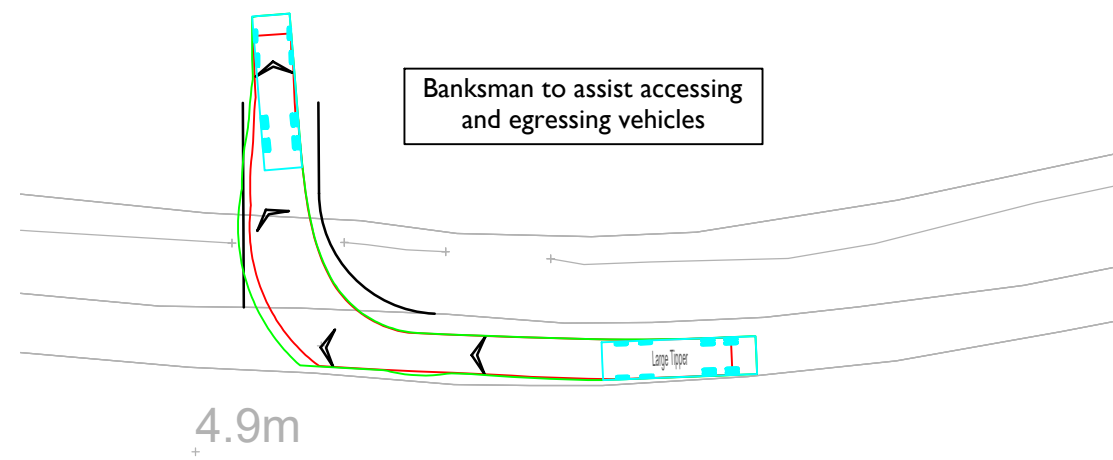 Banksman to assist accessing
and egressing vehicles
Large Tipper
4.9m